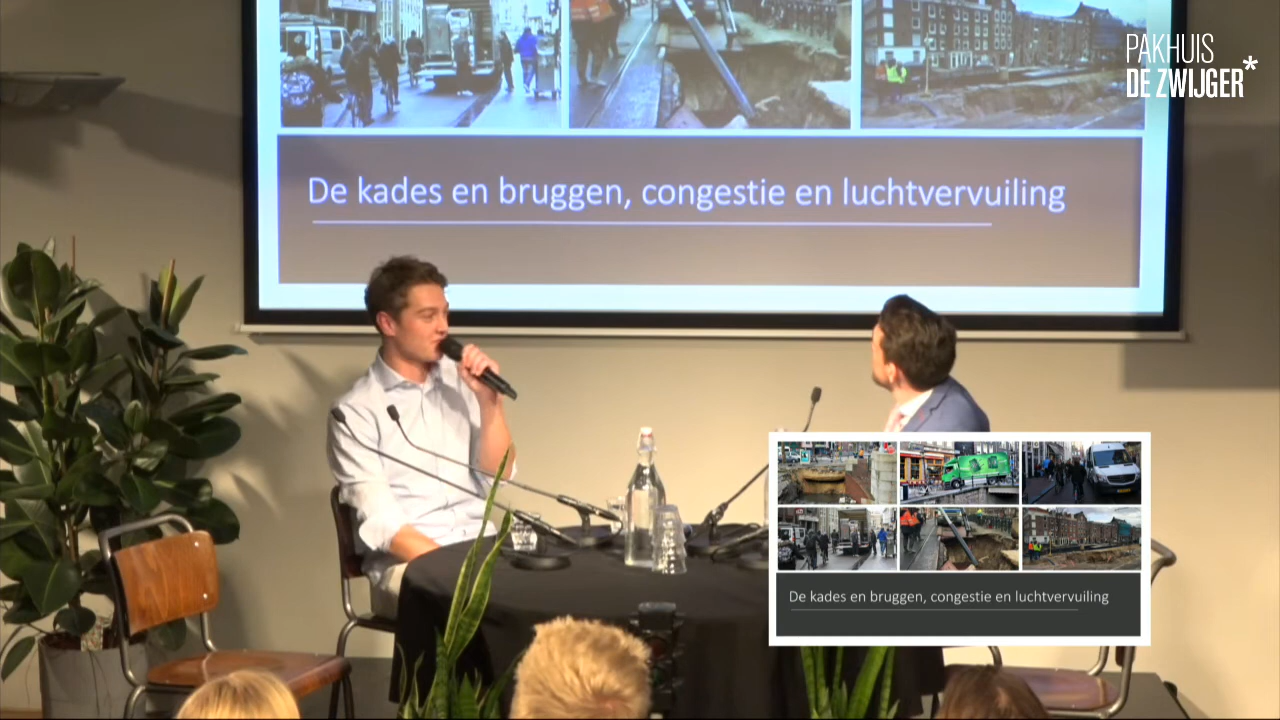 PAKHUIS
DE ZWIJGER*
De kades en bruggen, congestie en luchtvervuiling
De kades en bruggen, congestie en luchtvervuiling